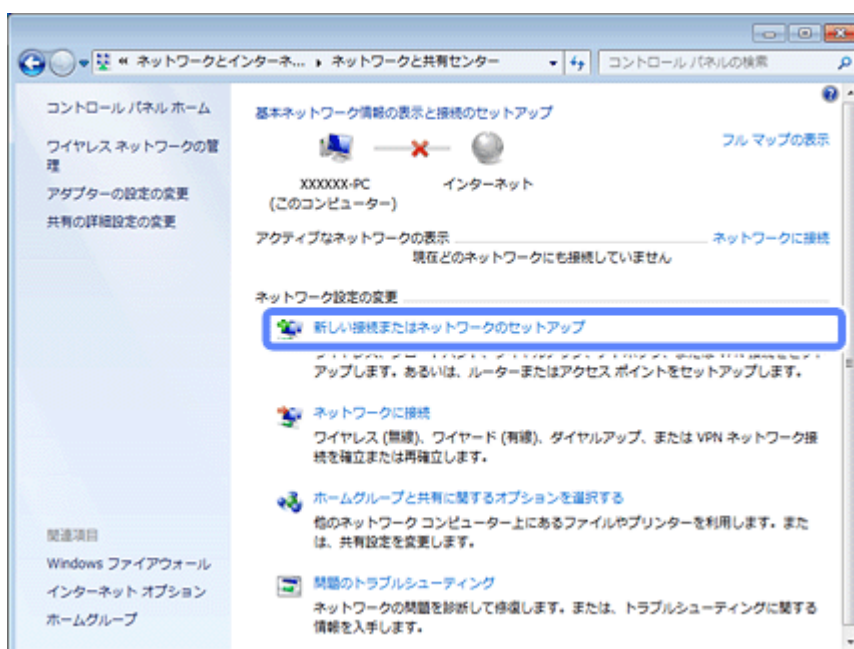 « ネットワークとインターネ... ▸ ネットワークと共有センター
コントロール パネルの検索
コントロール パネル ホーム
ワイヤレス ネットワークの管
理
アダプターの設定の変更
共有の詳細設定の変更
基本ネットワーク情報の表示と接続のセットアップ
フル マップの表示
XXXXXX-PC
(このコンピューター)
インターネット
アクティブなネットワークの表示
ネットワークに接続
現在どのネットワークにも接続していません
ネットワーク設定の変更
新しい接続またはネットワークのセットアップ
アップします。あるいは、ルーターまたはアクセス ポイントをセットアップします。
ネットワークに接続
ワイヤレス (無線)、ワイヤード (有線)、ダイヤルアップ、または VPN ネットワーク接
続を確立または再確立します。
ホームグループと共有に関するオプションを選択する
他のネットワーク コンピューター上にあるファイルやプリンターを利用します。また
は、共有設定を変更します。
問題のトラブルシューティング
ネットワークの問題を診断して修復します。または、トラブルシューティングに関する
情報を入手します。
関連項目
Windows ファイアウォール
インターネット オプション
ホームグループ